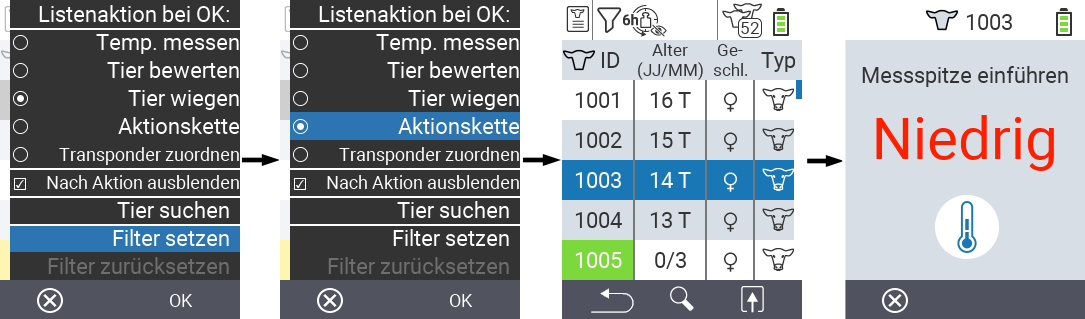 Listenaktion bei OK:
Temp. messen
Tier bewerten
Tier wiegen
Aktionskette
Transponder zuordnen
Nach Aktion ausblenden
Tier suchen
Filter setzen
Filter zurücksetzen
OK
Listenaktion bei OK:
Temp. messen
Tier bewerten
Tier wiegen
Aktionskette
Transponder zuordnen
Nach Aktion ausblenden
Tier suchen
Filter setzen
Filter zurücksetzen
OK
6h 52
ID Alter (JJ/MM) Ge-schl. Typ
1001 16 T
1002 15 T
1003 14 T
1004 13 T
1005 0/3
1003
Messspitze einführen
Niedrig